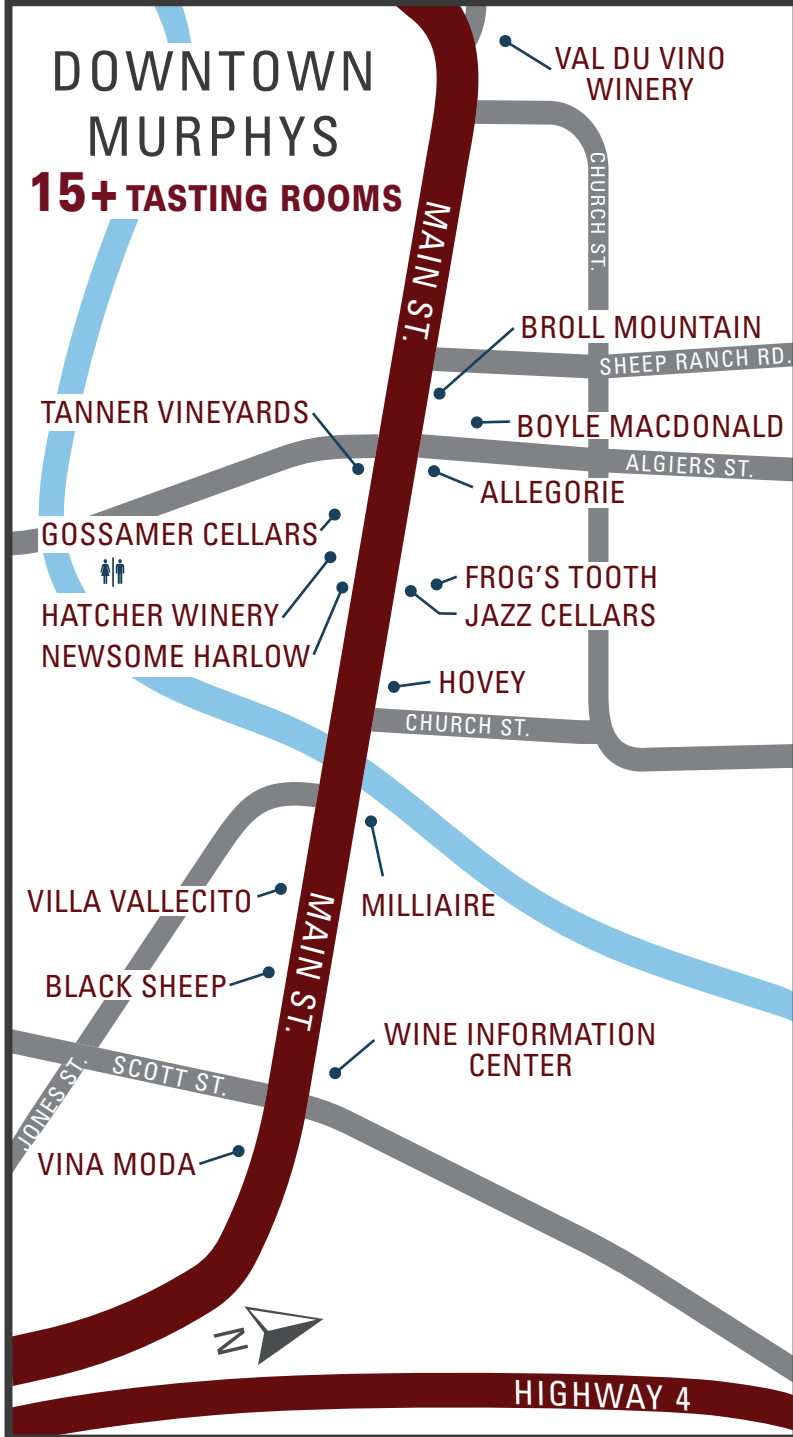 DOWNTOWN
MURPHYS
15+ TASTING ROOMS
VAL DU VINO
WINERY
CHURCH ST.
MAIN ST.
BROLL MOUNTAIN
SHEEP RANCH RD.
TANNER VINEYARDS
BOYLE MACDONALD
ALGIERS ST.
ALLEGORIE
GOSSAMER CELLARS
FROG'S TOOTH
HATCHER WINERY
JAZZ CELLARS
NEWSOME HARLOW
HOVEY
CHURCH ST.
VILLA VALLECITO
MILLIAIRE
MAIN ST.
BLACK SHEEP
WINE INFORMATION
CENTER
JONES ST.
SCOTT ST.
VINA MODA
N
HIGHWAY 4